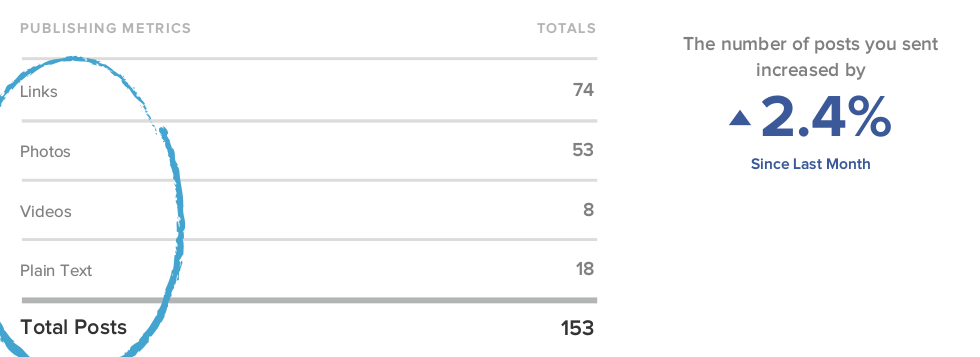 PUBLISHING METRICS TOTALS
Links 74
Photos 53
Videos 8
Plain Text 18
Total Posts 153
The number of posts you sent
increased by
2.4%
Since Last Month